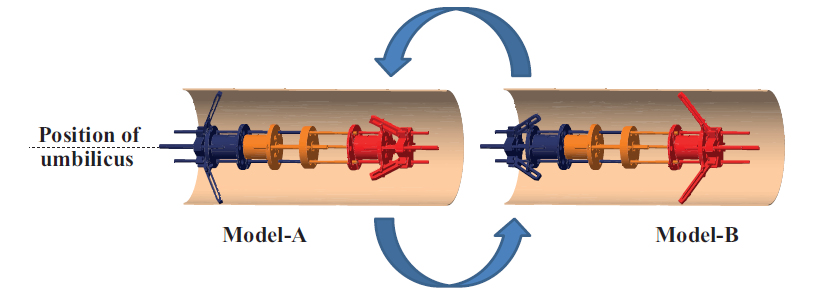 Position of
umbilicus
Model-A
Model-B